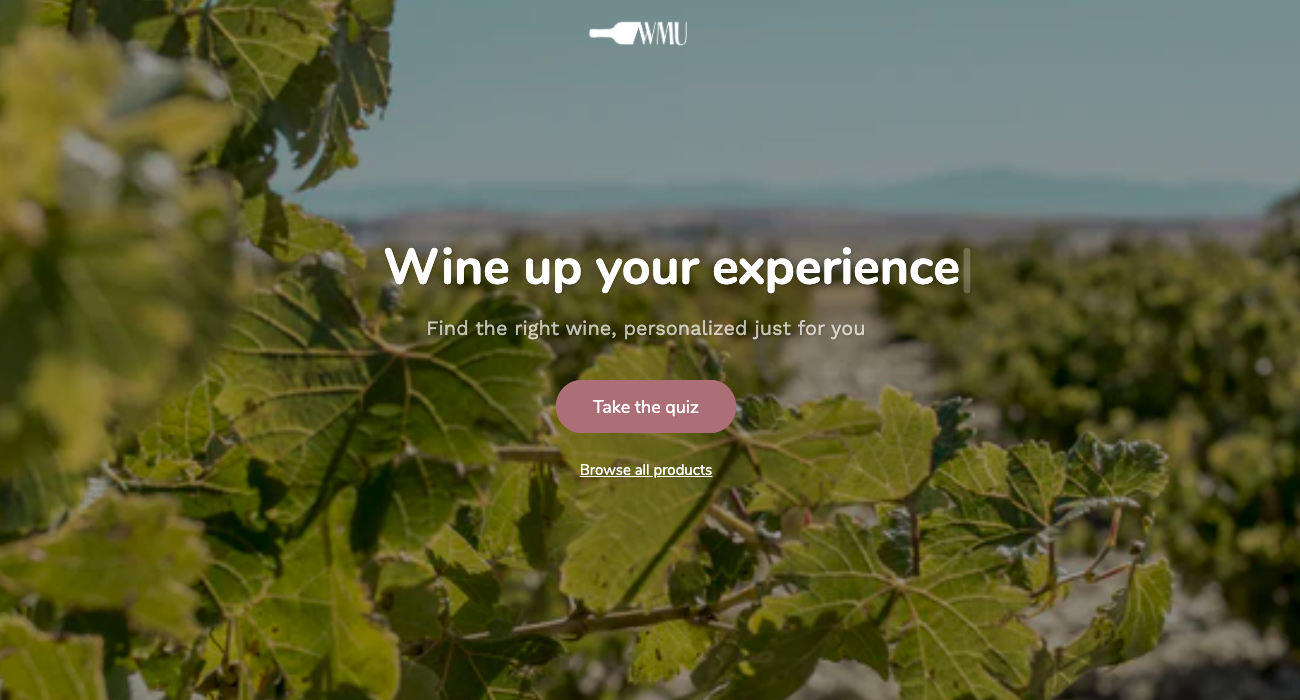 WMU
Wine up your experience
Find the right wine, personalized just for you
Take the quiz
Browse all products